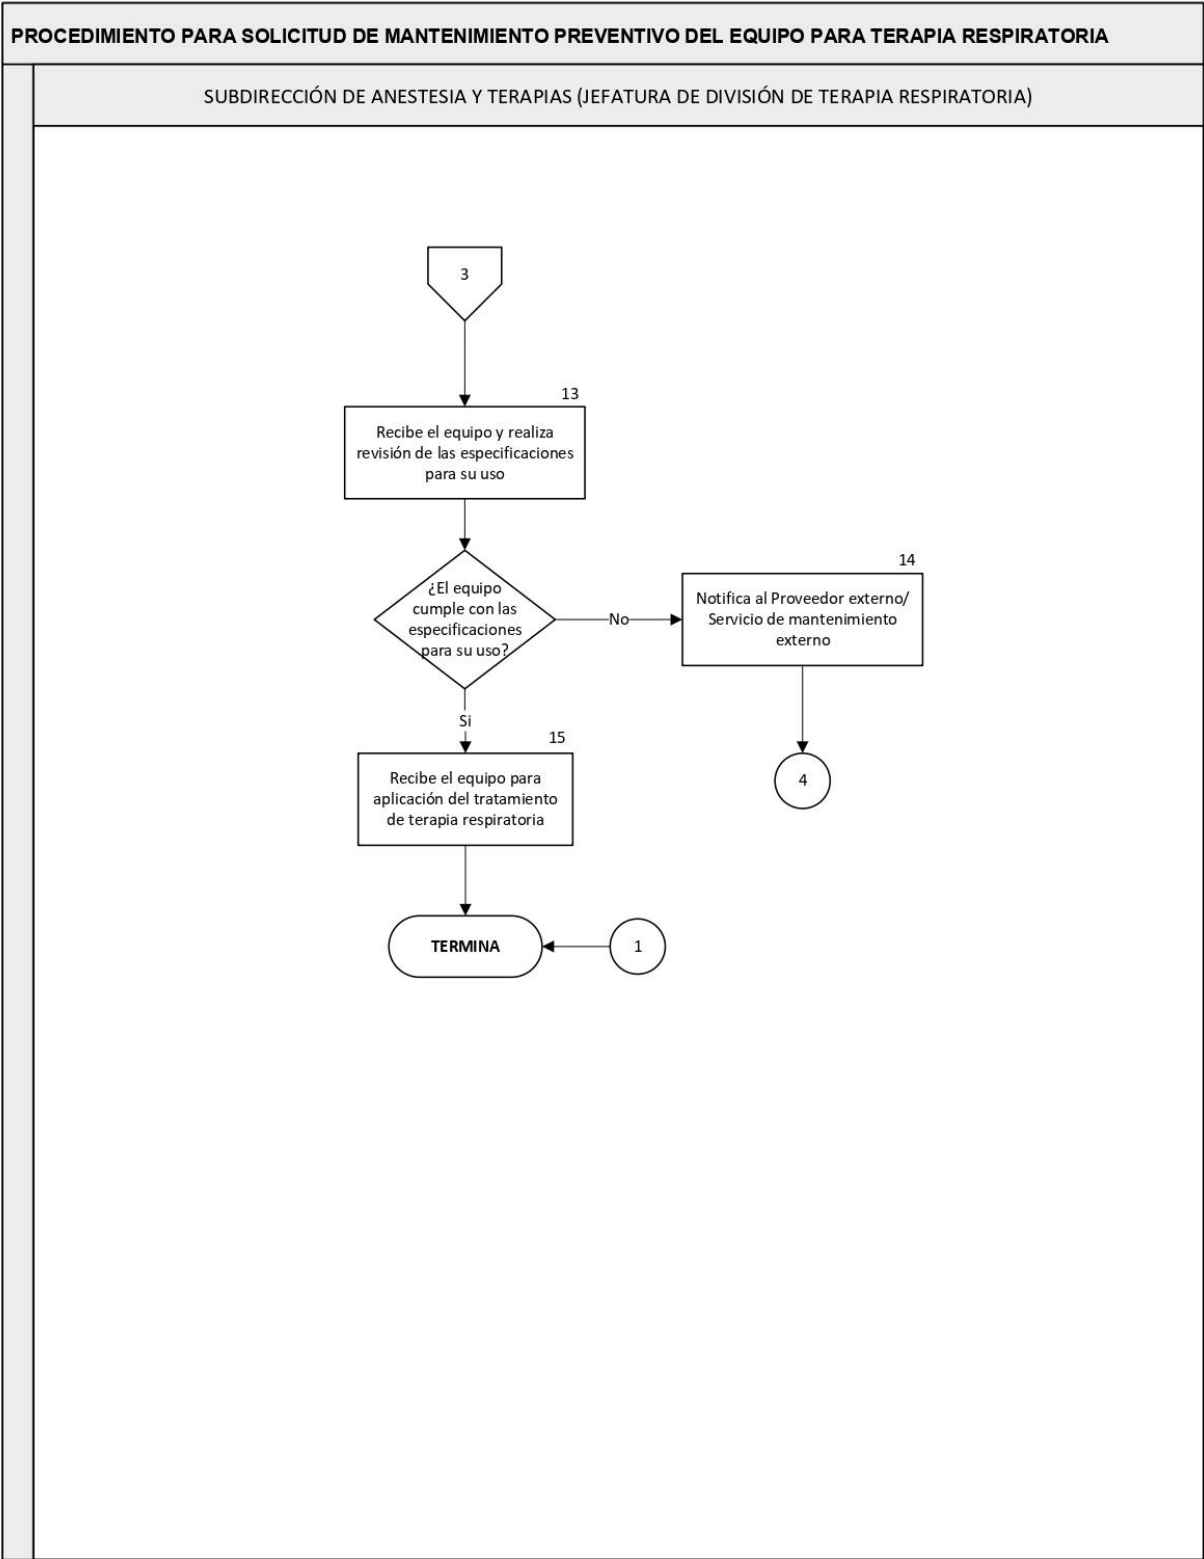 PROCEDIMIENTO PARA SOLICITUD DE MANTENIMIENTO PREVENTIVO DEL EQUIPO PARA TERAPIA RESPIRATORIA
SUBDIRECCIÓN DE ANESTESIA Y TERAPIAS (JEFATURA DE DIVISIÓN DE TERAPIA RESPIRATORIA)
3
13
Recibe el equipo y realiza
revisión de las especificaciones
para su uso
¿El equipo
cumple con las
especificaciones
para su uso?
No
14
Notifica al Proveedor externo/
Servicio de mantenimiento
externo
Si
15
Recibe el equipo para
aplicación del tratamiento
de terapia respiratoria
4
TERMINA
1